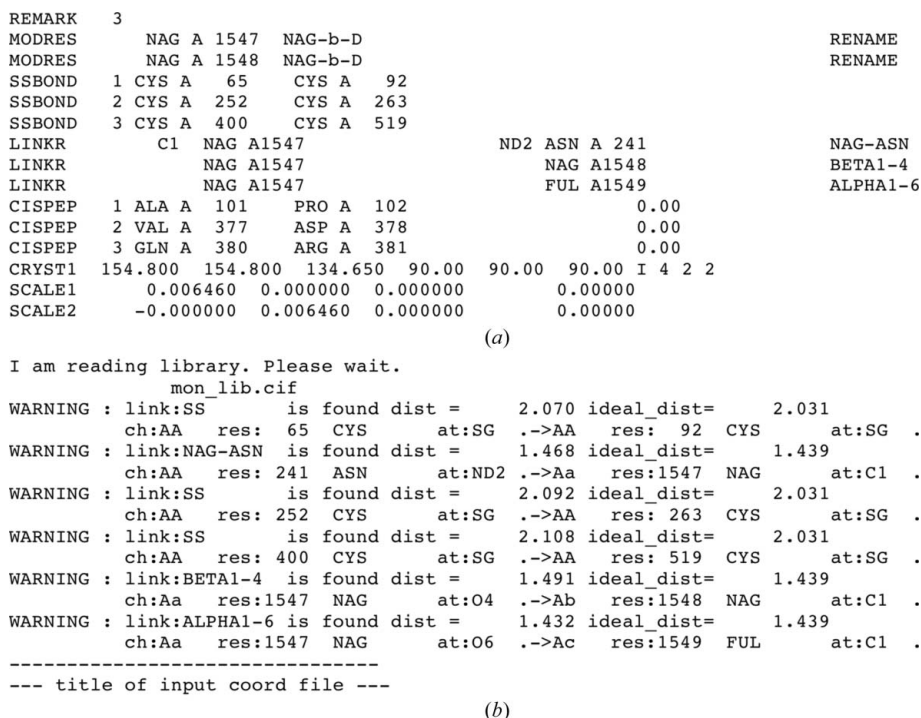 REMARK   3
MODRES      NAG A 1547  NAG-b-D                                       RENAME
MODRES      NAG A 1548  NAG-b-D                                       RENAME
SSBOND   1 CYS A   65    CYS A   92
SSBOND   2 CYS A  252    CYS A  263
SSBOND   3 CYS A  400    CYS A  519
LINKR        C1  NAG A1547                ND2 ASN A 241               NAG-ASN
LINKR            NAG A1547                    NAG A1548               BETA1-4
LINKR            NAG A1547                    FUL A1549               ALPHA1-6
CISPEP   1 ALA A  101    PRO A  102                    0.00
CISPEP   2 VAL A  377    ASP A  378                    0.00
CISPEP   3 GLN A  380    ARG A  381                    0.00
CRYST1  154.800  154.800  134.650  90.00  90.00  90.00 I 4 2 2
SCALE1      0.006460  0.000000  0.000000        0.00000
SCALE2     -0.000000  0.006460  0.000000        0.00000
(a)
I am reading library. Please wait.
mon_lib.cif
WARNING : link:SS       is found dist =     2.070 ideal_dist=     2.031
ch:AA   res:  65  CYS      at:SG  .->AA   res:  92  CYS      at:SG  .
WARNING : link:NAG-ASN  is found dist =     1.468 ideal_dist=     1.439
ch:AA   res: 241  ASN      at:ND2 .->Aa   res:1547  NAG      at:C1  .
WARNING : link:SS       is found dist =     2.092 ideal_dist=     2.031
ch:AA   res: 252  CYS      at:SG  .->AA   res: 263  CYS      at:SG  .
WARNING : link:SS       is found dist =     2.108 ideal_dist=     2.031
ch:AA   res: 400  CYS      at:SG  .->AA   res: 519  CYS      at:SG  .
WARNING : link:BETA1-4  is found dist =     1.491 ideal_dist=     1.439
ch:Aa   res:1547  NAG      at:O4  .->Ab   res:1548  NAG      at:C1  .
WARNING : link:ALPHA1-6 is found dist =     1.432 ideal_dist=     1.439
ch:Aa   res:1547  NAG      at:O6  .->Ac   res:1549  FUL      at:C1  .
--------------------------------
--- title of input coord file ---
(b)